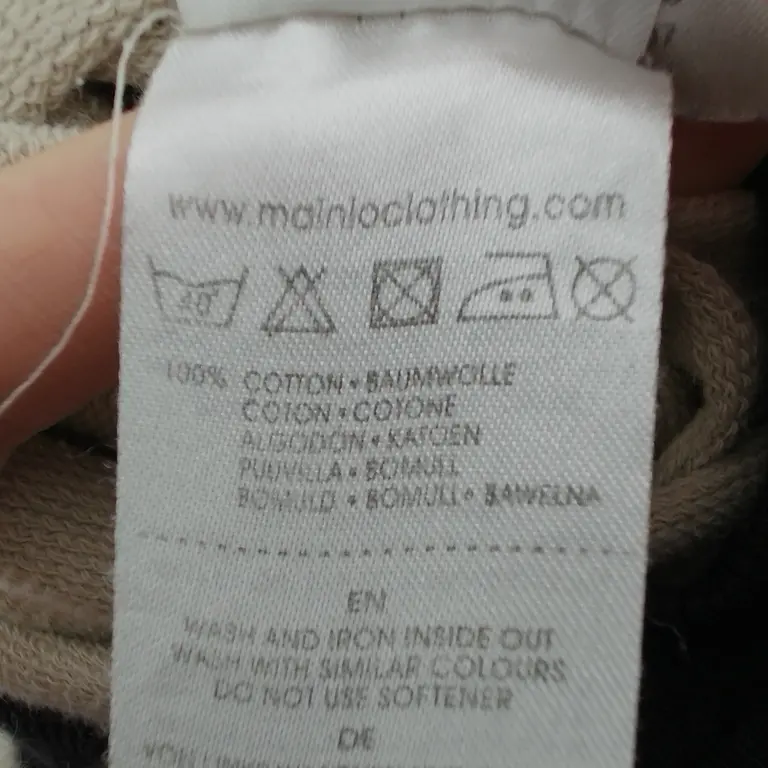 www.mainioclothing.com
40°
100% COTTON • BAUMWOLLE
COTON • COTONE
ALGODON • KATOEN
PUUVILLA • BOMULL
BOMULD • BOMULL • BAWEŁNA
EN
WASH AND IRON INSIDE OUT
WASH WITH SIMILAR COLOURS
DO NOT USE SOFTENER
DE